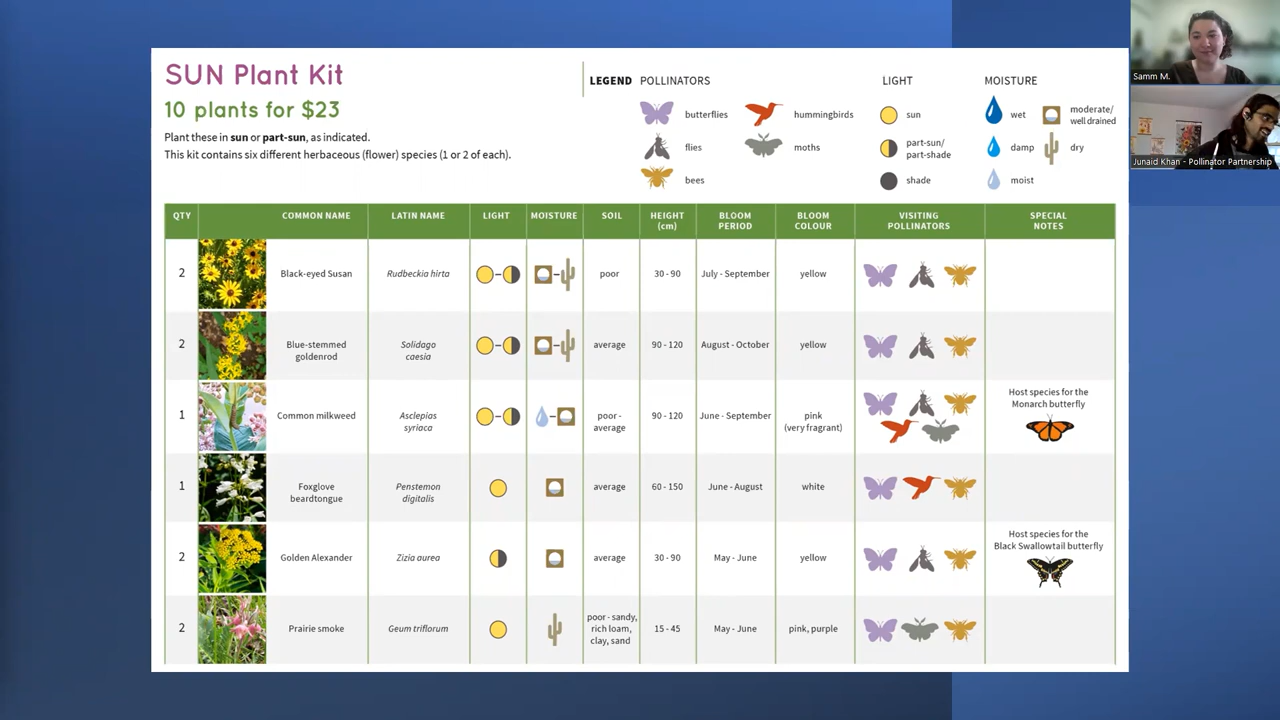 SUN Plant Kit
10 plants for $23
Plant these in sun or part-sun, as indicated.
This kit contains six different herbaceous (flower) species (1 or 2 of each).
LEGEND
POLLINATORS
butterflies
hummingbirds
flies
moths
bees
LIGHT
sun
part-sun/
part-shade
shade
MOISTURE
wet
moderate/
well drained
damp
dry
moist
Samm M.
Junaid Khan - Pollinator Partnership
QTY
COMMON NAME
LATIN NAME
LIGHT
MOISTURE
SOIL
HEIGHT
(cm)
BLOOM
PERIOD
BLOOM
COLOUR
VISITING
POLLINATORS
SPECIAL
NOTES
2
Black-eyed Susan
Rudbeckia hirta
poor
30 - 90
July - September
yellow
2
Blue-stemmed
goldenrod
Solidago
caesia
average
90 - 120
August - October
yellow
1
Common milkweed
Asclepias
syriaca
poor -
average
90 - 120
June - September
pink
(very fragrant)
Host species for the
Monarch butterfly
1
Foxglove
beardtongue
Penstemon
digitalis
average
60 - 150
June - August
white
2
Golden Alexander
Zizia aurea
average
30 - 90
May - June
yellow
Host species for the
Black Swallowtail butterfly
2
Prairie smoke
Geum triflorum
poor - sandy,
rich loam,
clay, sand
15 - 45
May - June
pink, purple